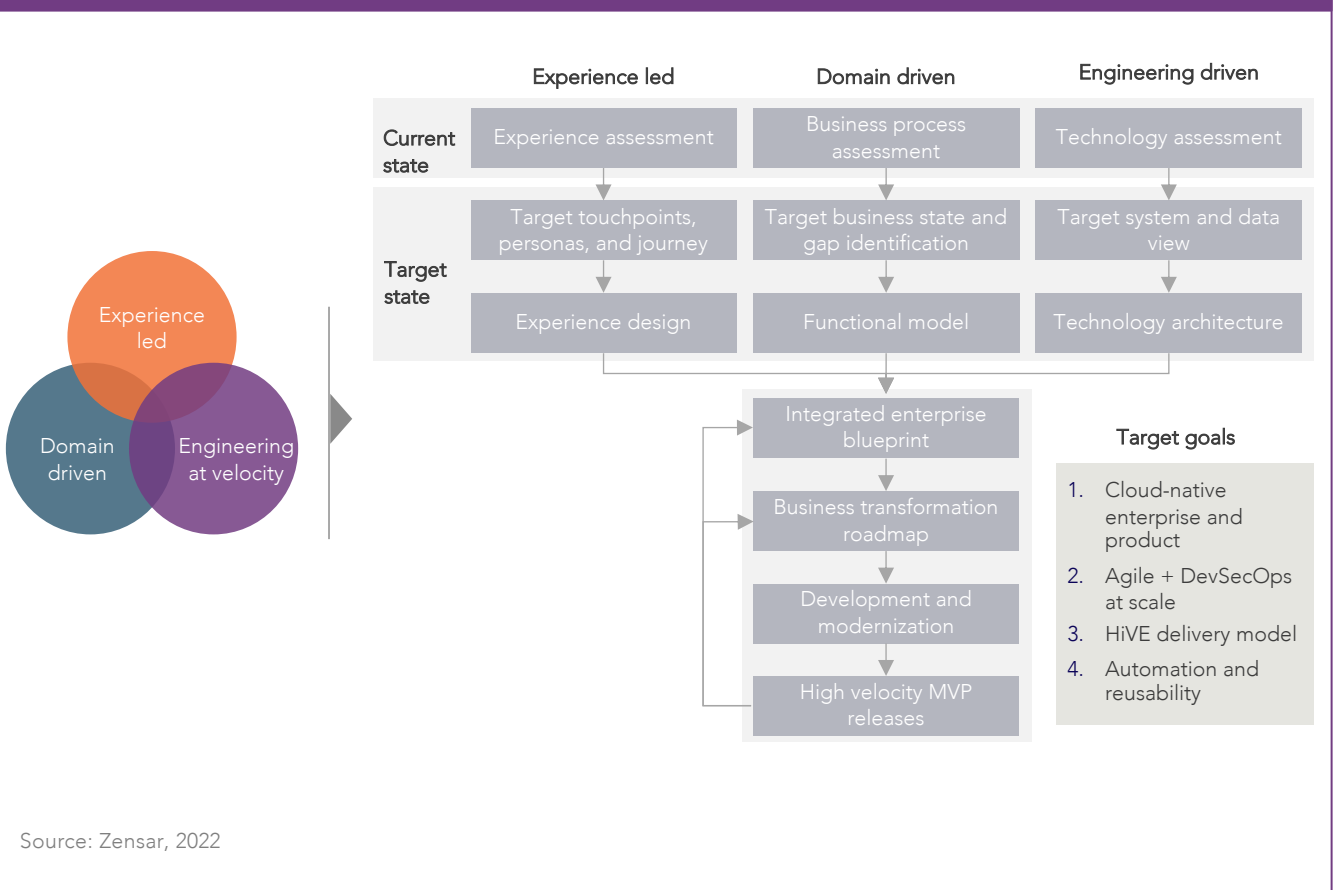 Experience led
Domain driven
Engineering driven
Current
state
Experience assessment
Business process
assessment
Technology assessment
Target
state
Target touchpoints,
personas, and journey
Target business state and
gap identification
Target system and data
view
Experience design
Functional model
Technology architecture
Experience
led
Domain
driven
Engineering
at velocity
Integrated enterprise
blueprint
Business transformation
roadmap
Development and
modernization
High velocity MVP
releases
Target goals
1. Cloud-native
enterprise and
product
2. Agile + DevSecOps
at scale
3. HiVE delivery model
4. Automation and
reusability
Source: Zensar, 2022